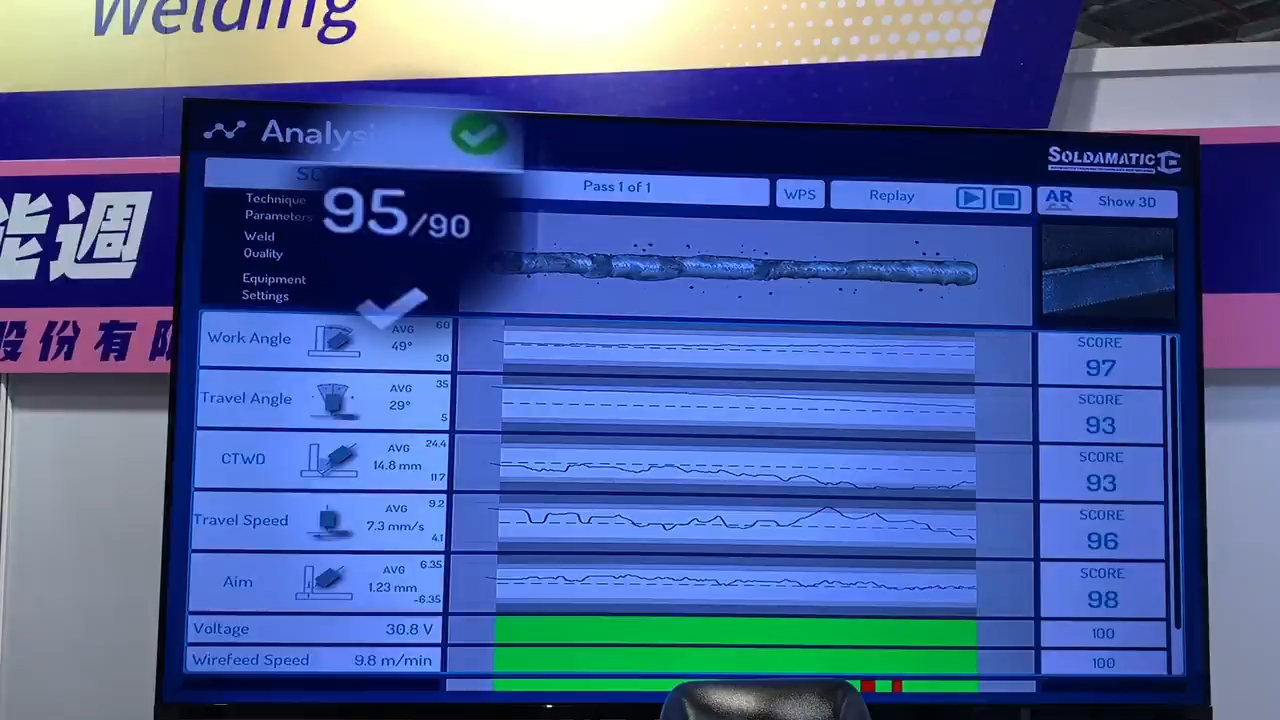 Welding
能週
股份有
Analysi
SOLDAMATIC
SC
Pass 1 of 1
WPS
Replay
AR
Show 3D
Technique
Parameters
95/90
Weld
Quality
Equipment
Settings
Work Angle
AVG
49°
60
30
SCORE
97
Travel Angle
AVG
29°
35
5
SCORE
93
CTWD
AVG
14.8 mm
24.4
11.7
SCORE
93
Travel Speed
AVG
7.3 mm/s
9.2
4.1
SCORE
96
Aim
AVG
1.23 mm
6.35
-6.35
SCORE
98
Voltage 30.8 V
100
Wirefeed Speed 9.8 m/min
100